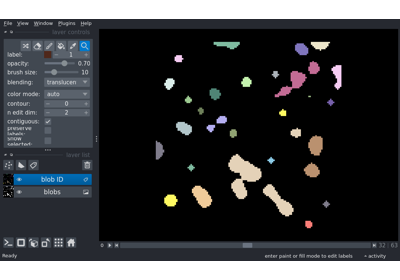 File View Window Plugins Help
layer controls
label: 1
opacity: 0.70
brush size: 10
blending: translucen
color mode: auto
contour: 0
n edit dim: 2
contiguous:
preserve labels:
show selected:
layer list
blob ID
blobs
0 32 63
Ready enter paint or fill mode to edit labels activity